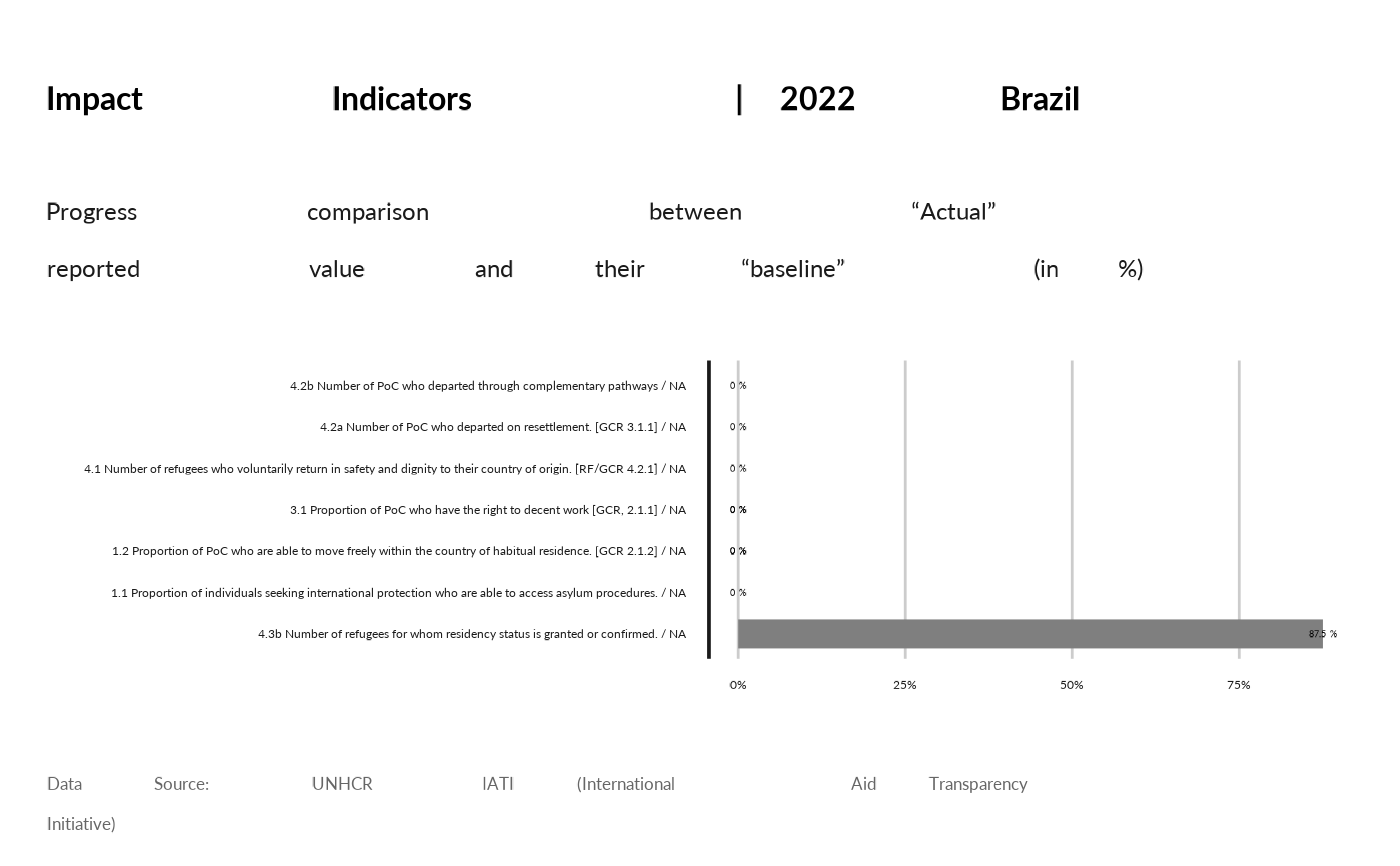 Impact Indicators | 2022 Brazil
Progress comparison between “Actual”
reported value and their “baseline” (in %)
4.2b Number of PoC who departed through complementary pathways / NA 0 %
4.2a Number of PoC who departed on resettlement. [GCR 3.1.1] / NA 0 %
4.1 Number of refugees who voluntarily return in safety and dignity to their country of origin. [RF/GCR 4.2.1] / NA 0 %
3.1 Proportion of PoC who have the right to decent work [GCR, 2.1.1] / NA 0 %
1.2 Proportion of PoC who are able to move freely within the country of habitual residence. [GCR 2.1.2] / NA 0 %
1.1 Proportion of individuals seeking international protection who are able to access asylum procedures. / NA 0 %
4.3b Number of refugees for whom residency status is granted or confirmed. / NA 87.5 %
0% 25% 50% 75%
Data Source: UNHCR IATI (International Aid Transparency
Initiative)